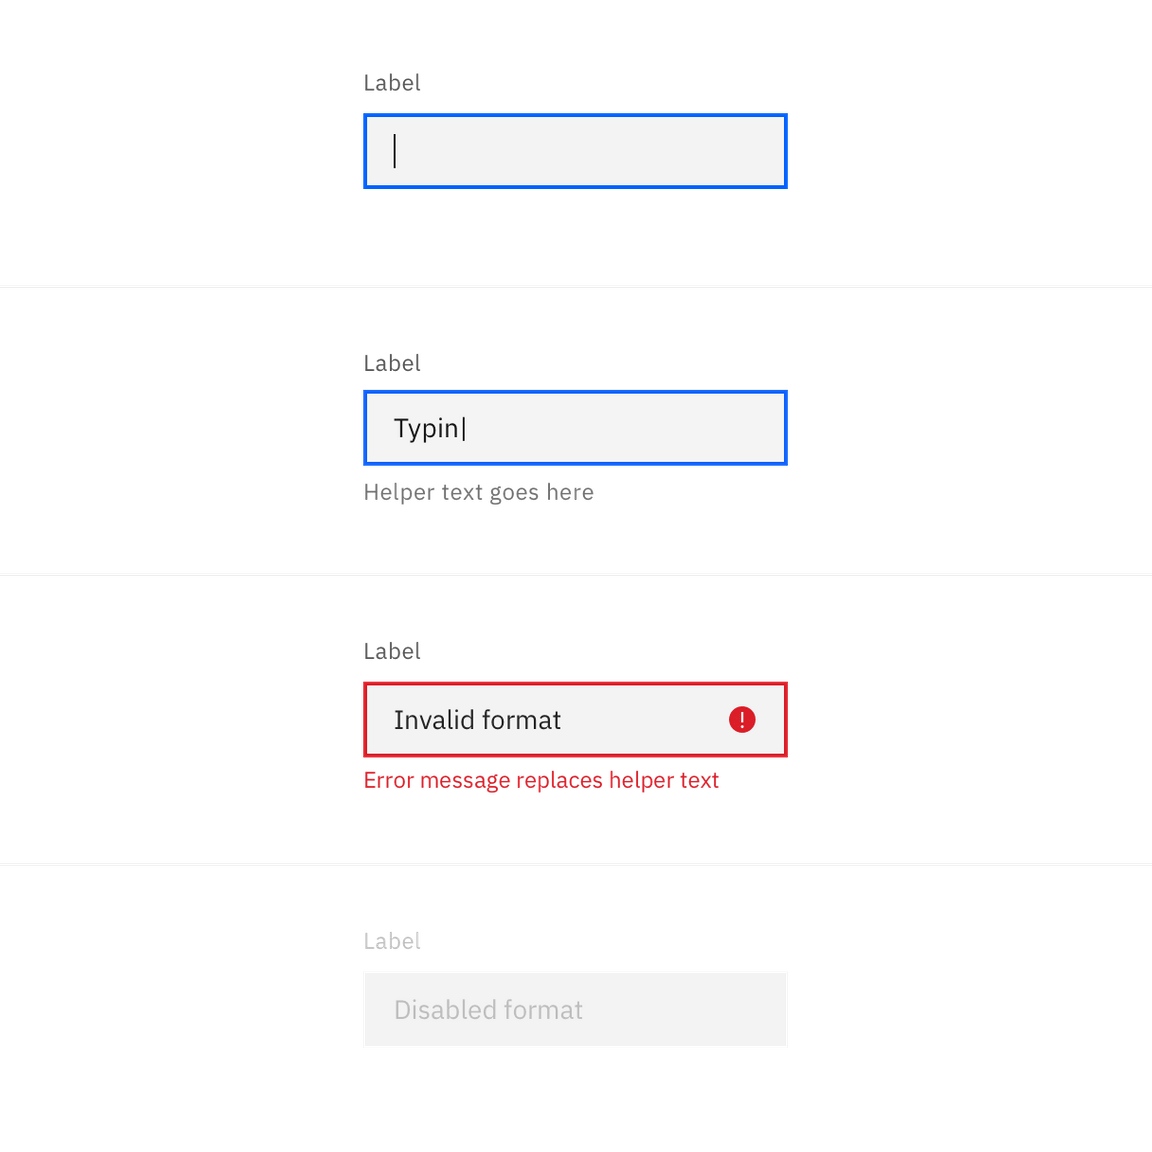 Label
Label
Typin
Helper text goes here
Label
Invalid format
Error message replaces helper text
Label
Disabled format